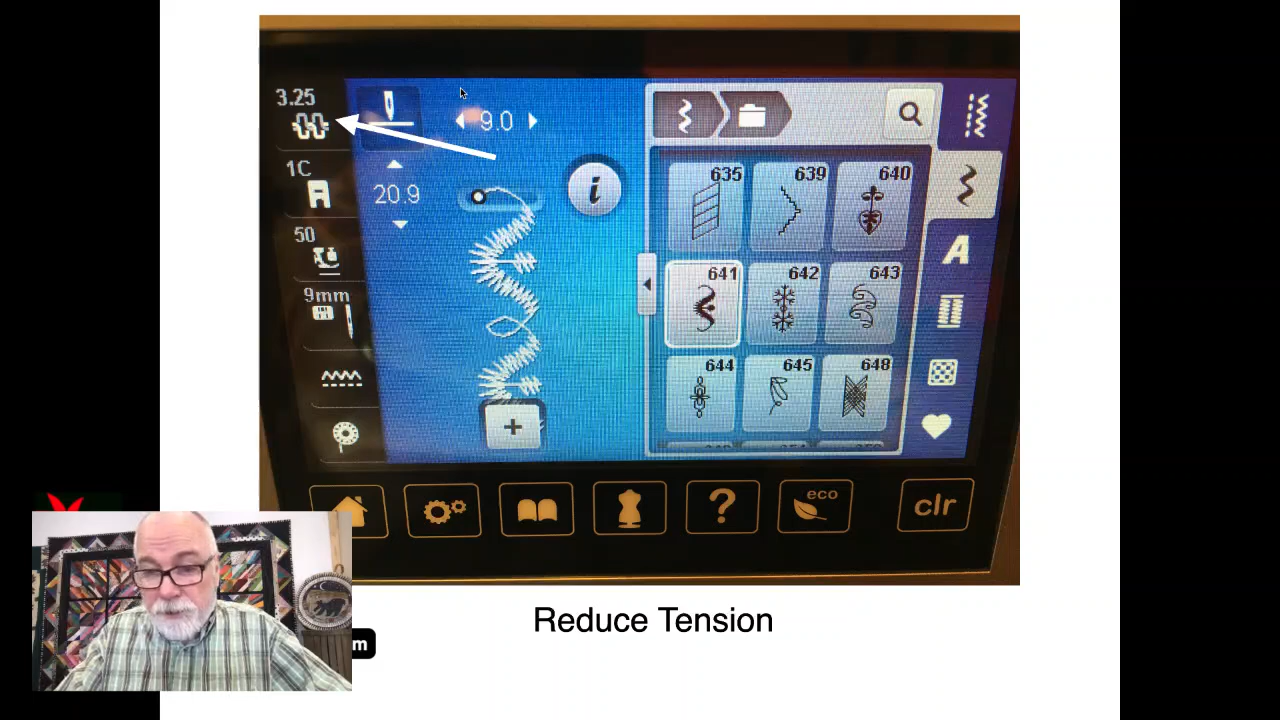 3.25
9.0
1C
20.9
50
9mm
i
635 639 640
641 642 643
644 645 648
A
+
?
eco
clr
Reduce Tension
m